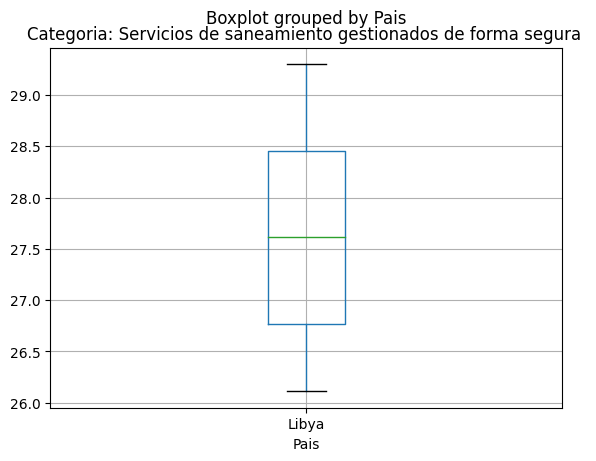 Boxplot grouped by Pais
Categoria: Servicios de saneamiento gestionados de forma segura
29.0
28.5
28.0
27.5
27.0
26.5
26.0
Libya
Pais